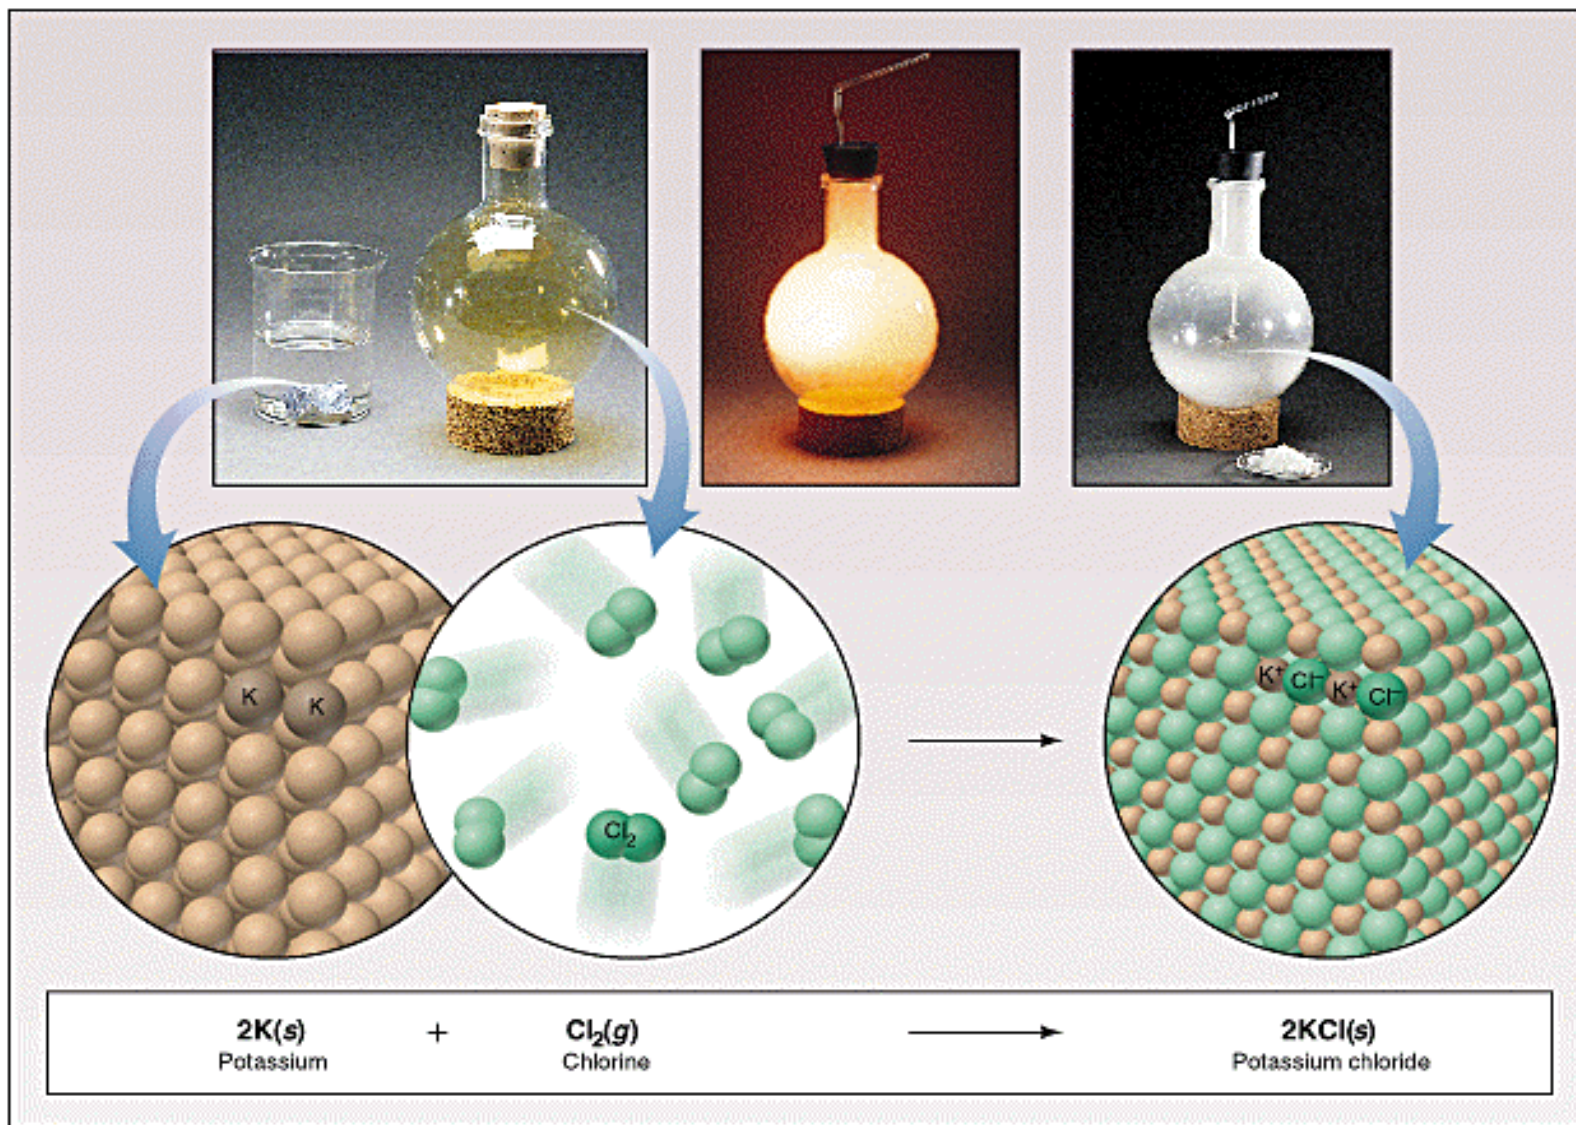 K
K
Cl₂
K⁺ Cl⁻ K⁺ Cl⁻
2K(s) + Cl₂(g) ⟶ 2KCl(s)
Potassium Chlorine Potassium chloride